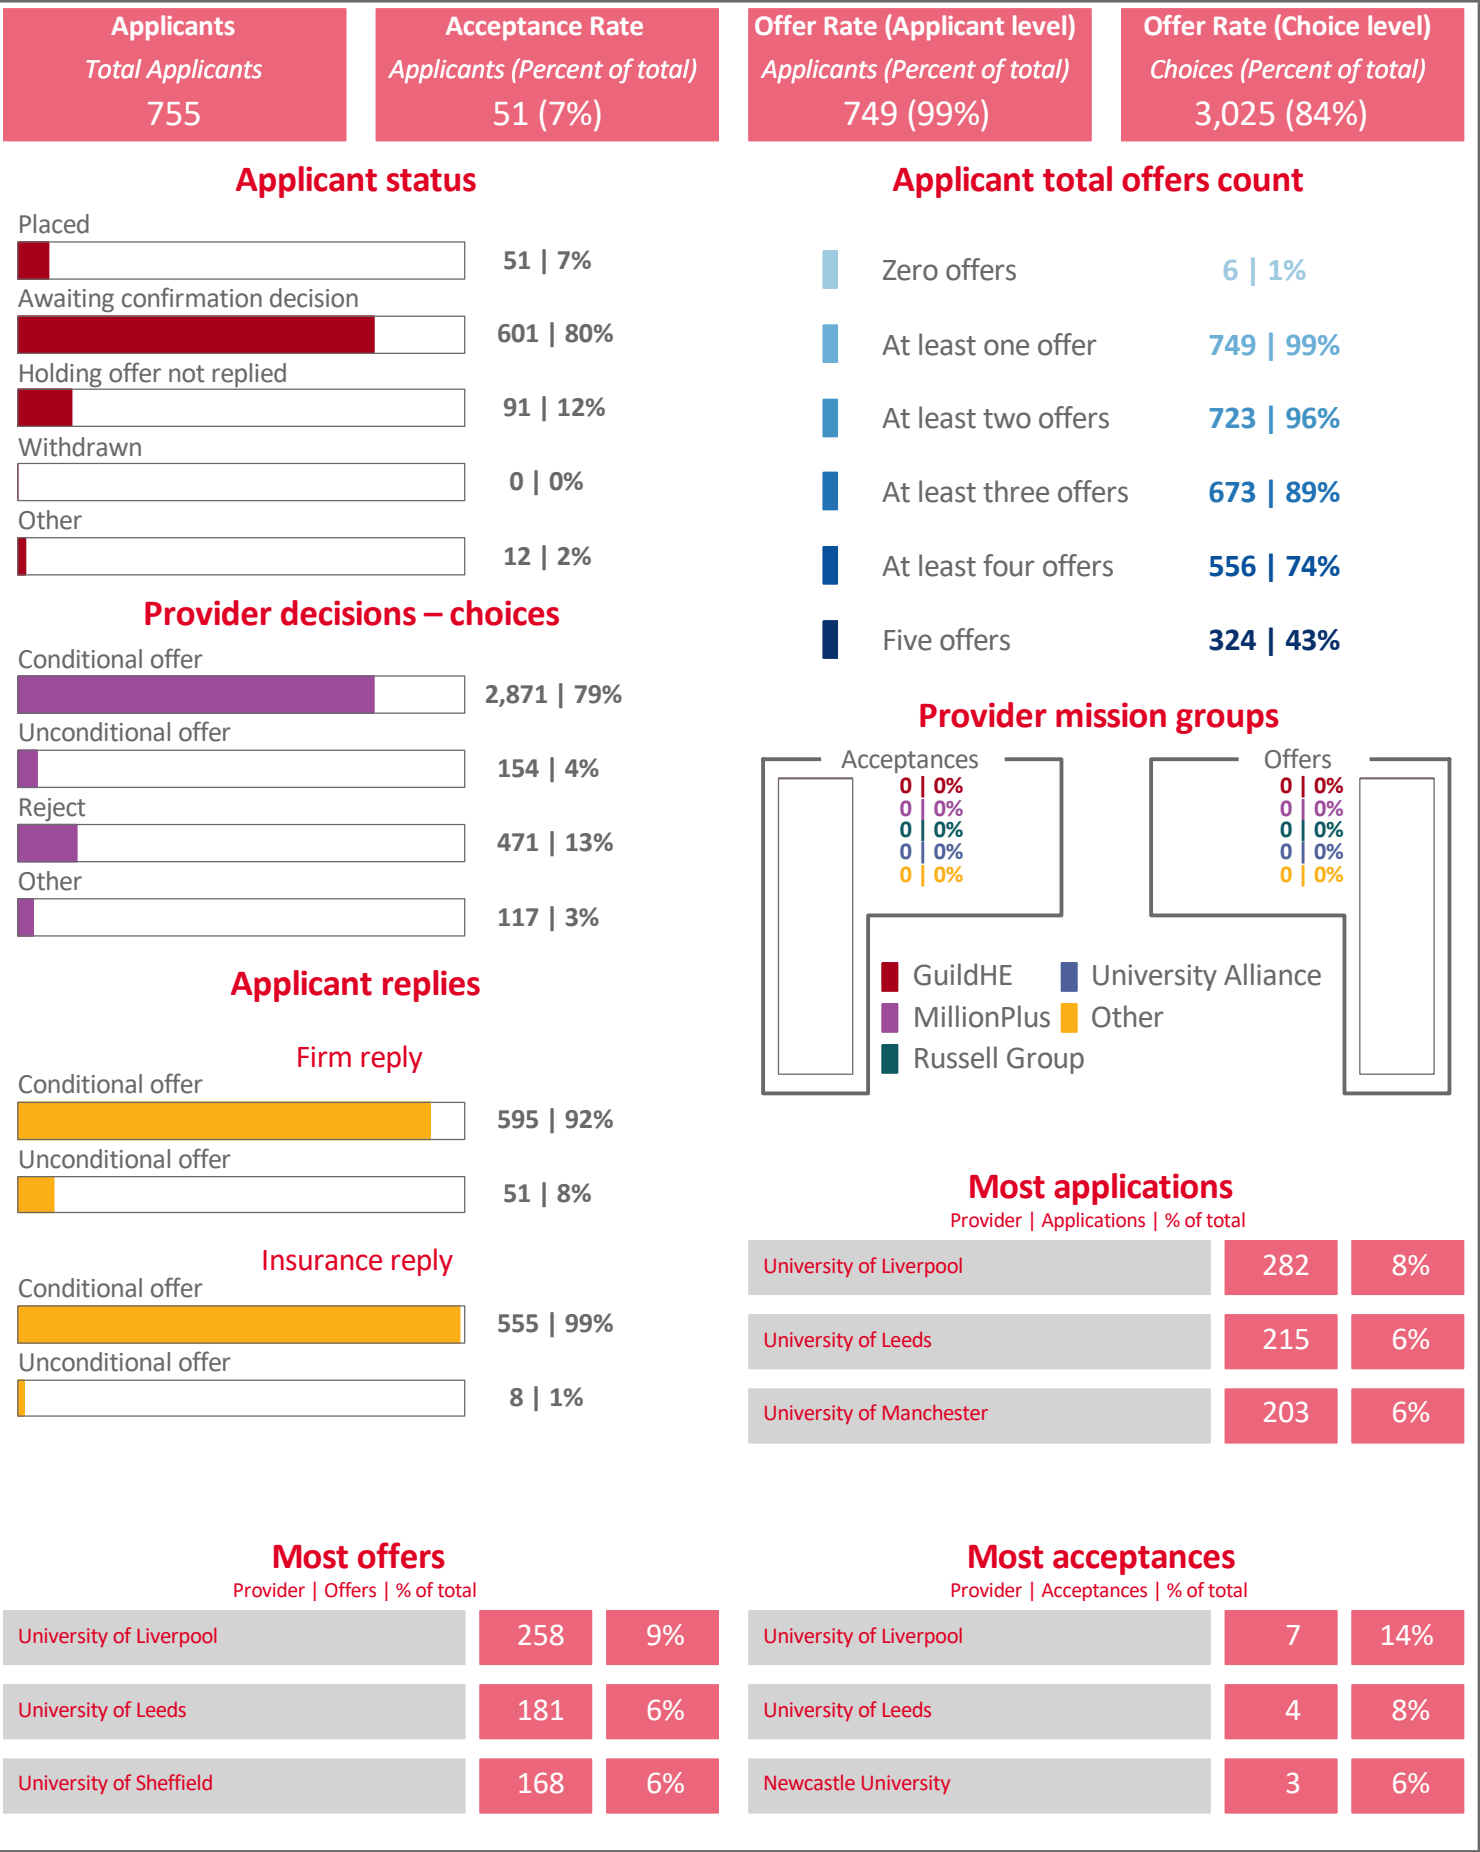 Applicants
Total Applicants
755
Acceptance Rate
Applicants (Percent of total)
51 (7%)
Offer Rate (Applicant level)
Applicants (Percent of total)
749 (99%)
Offer Rate (Choice level)
Choices (Percent of total)
3,025 (84%)
Applicant status
Placed
51 | 7%
Awaiting confirmation decision
601 | 80%
Holding offer not replied
91 | 12%
Withdrawn
0 | 0%
Other
12 | 2%
Provider decisions – choices
Conditional offer
2,871 | 79%
Unconditional offer
154 | 4%
Reject
471 | 13%
Other
117 | 3%
Applicant replies
Firm reply
Conditional offer
595 | 92%
Unconditional offer
51 | 8%
Insurance reply
Conditional offer
555 | 99%
Unconditional offer
8 | 1%
Applicant total offers count
Zero offers 6 | 1%
At least one offer 749 | 99%
At least two offers 723 | 96%
At least three offers 673 | 89%
At least four offers 556 | 74%
Five offers 324 | 43%
Provider mission groups
Acceptances
0 | 0%
0 | 0%
0 | 0%
0 | 0%
0 | 0%
Offers
0 | 0%
0 | 0%
0 | 0%
0 | 0%
0 | 0%
GuildHE University Alliance
MillionPlus Other
Russell Group
Most applications
Provider | Applications | % of total
University of Liverpool 282 8%
University of Leeds 215 6%
University of Manchester 203 6%
Most offers
Provider | Offers | % of total
University of Liverpool 258 9%
University of Leeds 181 6%
University of Sheffield 168 6%
Most acceptances
Provider | Acceptances | % of total
University of Liverpool 7 14%
University of Leeds 4 8%
Newcastle University 3 6%